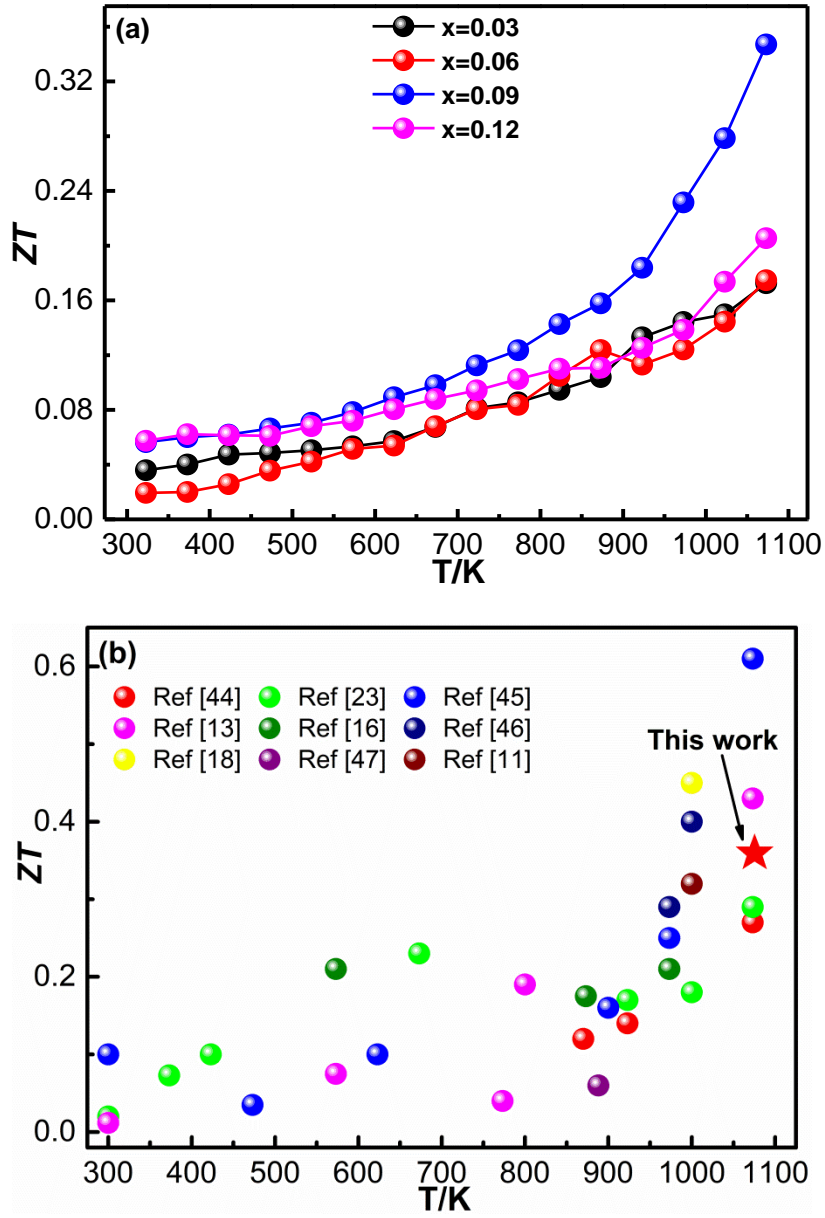 (a)
x=0.03
x=0.06
x=0.09
x=0.12
0.32
0.24
0.16
0.08
0.00
ZT
300 400 500 600 700 800 900 1000 1100
T/K
(b)
Ref [44] Ref [23] Ref [45]
Ref [13] Ref [16] Ref [46]
Ref [18] Ref [47] Ref [11]
This work
0.6
0.4
0.2
0.0
ZT
300 400 500 600 700 800 900 1000 1100
T/K